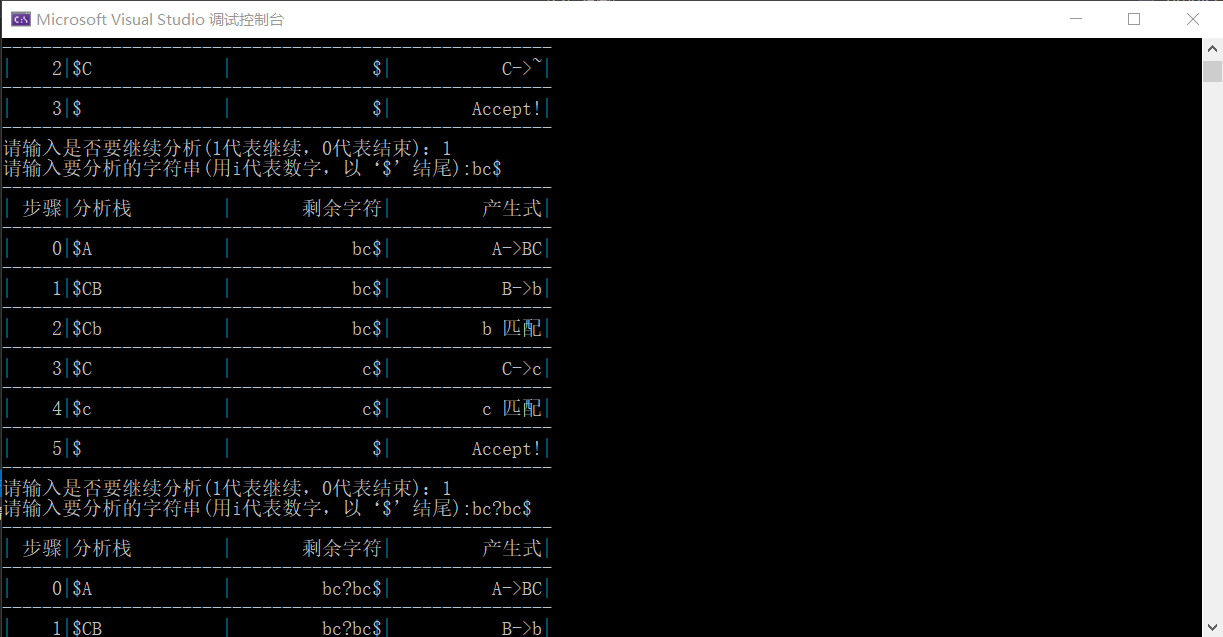 Microsoft Visual Studio 调试控制台
| 2|$C | $| C->~|
| 3|$ | $| Accept!|
请输入是否要继续分析(1代表继续，0代表结束)：1
请输入要分析的字符串(用i代表数字，以‘$’结尾):bc$
| 步骤|分析栈 | 剩余字符| 产生式|
| 0|$A | bc$| A->BC|
| 1|$CB | bc$| B->b|
| 2|$Cb | bc$| b 匹配|
| 3|$C | c$| C->c|
| 4|$c | c$| c 匹配|
| 5|$ | $| Accept!|
请输入是否要继续分析(1代表继续，0代表结束)：1
请输入要分析的字符串(用i代表数字，以‘$’结尾):bc?bc$
| 步骤|分析栈 | 剩余字符| 产生式|
| 0|$A | bc?bc$| A->BC|
| 1|$CB | bc?bc$| B->b|